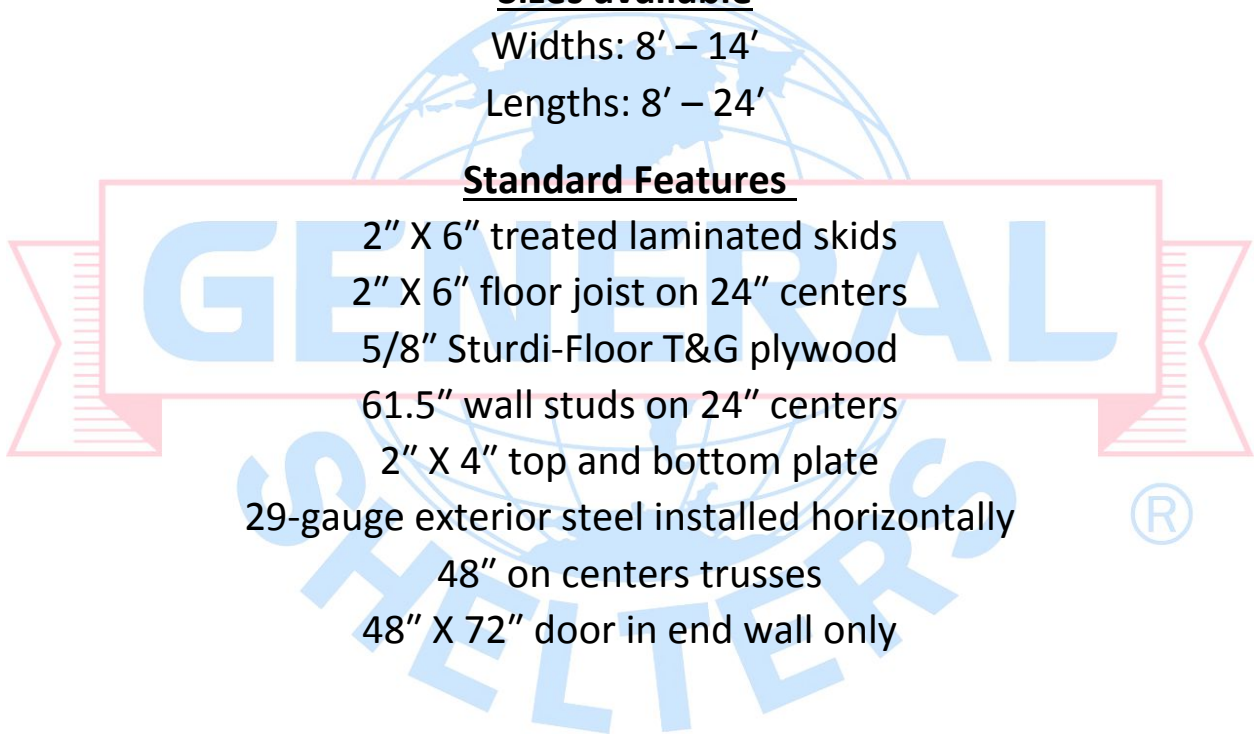 Sizes available
Widths: 8′ – 14′
Lengths: 8′ – 24′
Standard Features
2″ X 6″ treated laminated skids
2″ X 6″ floor joist on 24″ centers
5/8″ Sturdi-Floor T&G plywood
61.5″ wall studs on 24″ centers
2″ X 4″ top and bottom plate
29-gauge exterior steel installed horizontally
48″ on centers trusses
48″ X 72″ door in end wall only
GENERAL
SHELTERS
®